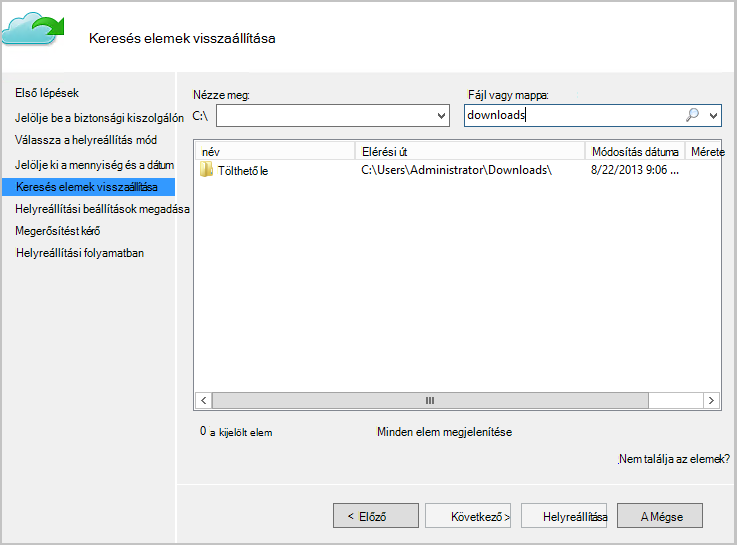 Keresés elemek visszaállítása
Első lépések
Jelölje be a biztonsági kiszolgálón
Válassza a helyreállítás mód
Jelölje ki a mennyiség és a dátum
Keresés elemek visszaállítása
Helyreállítási beállítások megadása
Megerősítést kérő
Helyreállítási folyamatban
Nézze meg:
Fájl vagy mappa:
C:\
downloads
név Elérési út Módosítás dátuma Mérete
Tölthető le C:\Users\Administrator\Downloads\ 8/22/2013 9:06 ...
0 a kijelölt elem
Minden elem megjelenítése
Nem találja az elemek?
< Előző
Következő >
Helyreállítása
A Mégse